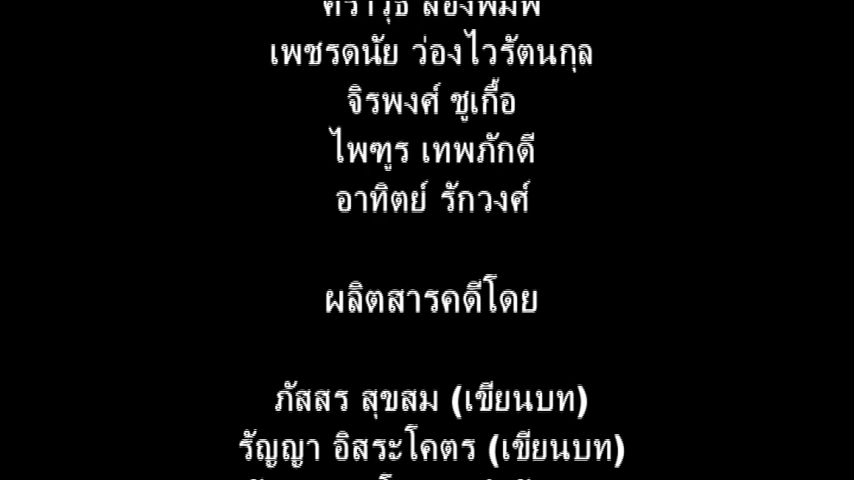 เพชรดนัย ว่องไวรัตนกุล
จิรพงศ์ ชูเกื้อ
ไพฑูร เทพภักดี
อาทิตย์ รักวงศ์
ผลิตสารคดีโดย
ภัสสร สุขสม (เขียนบท)
รัญญา อิสระโคตร (เขียนบท)